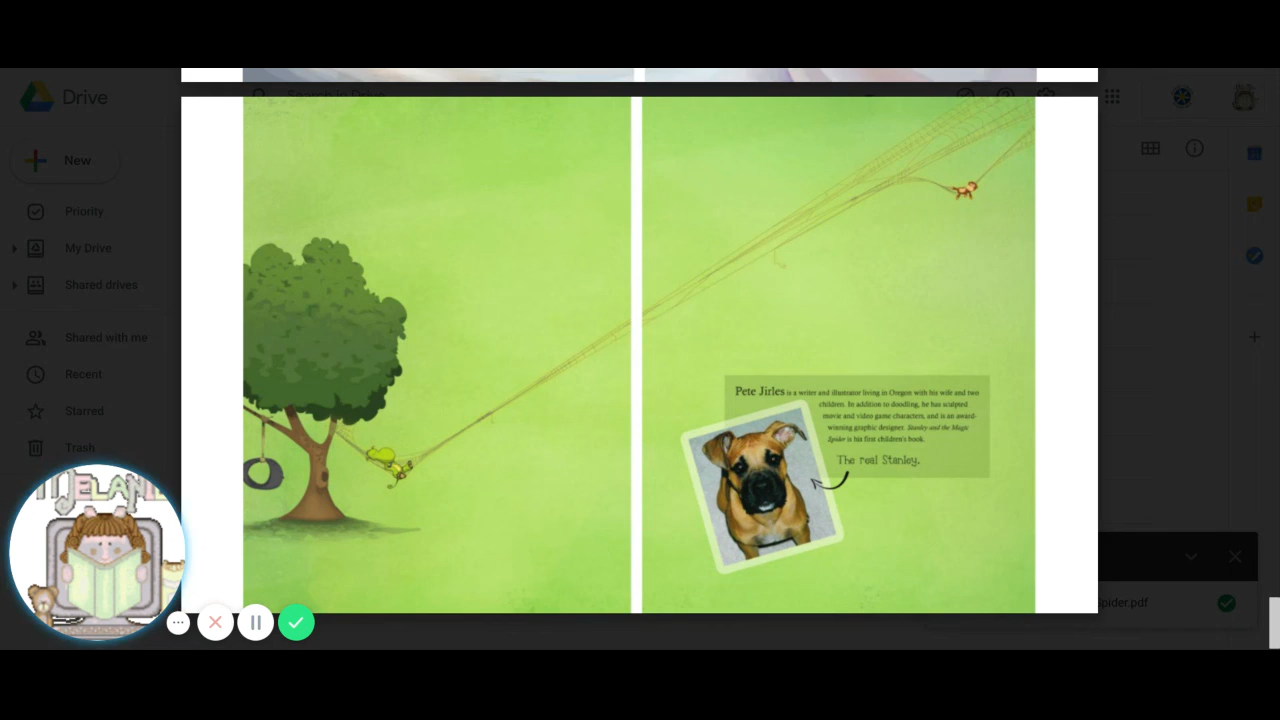 Drive
Search in Drive
New
Priority
My Drive
Shared drives
Shared with me
Recent
Starred
Trash
Pete Jirles is a writer and illustrator living in Oregon with his wife and two
children. In addition to doodling, he has sculpted
movie and video game characters, and is an award-
winning graphic designer. Stanley and the Magic
Spider is his first children's book.
The real Stanley.
Spider.pdf